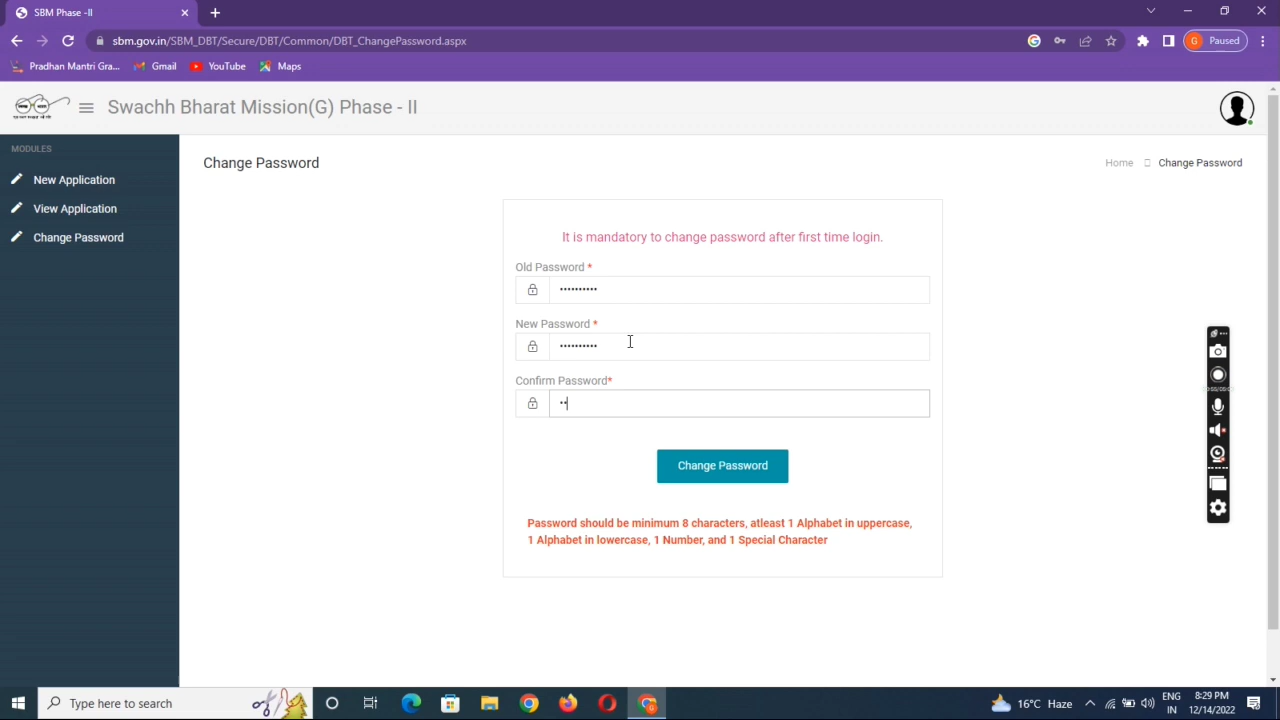 SBM Phase -II
sbm.gov.in/SBM_DBT/Secure/DBT/Common/DBT_ChangePassword.aspx
G Paused
Pradhan Mantri Gra...
Gmail
YouTube
Maps
Swachh Bharat Mission(G) Phase - II
MODULES
New Application
View Application
Change Password
Change Password
Home
Change Password
It is mandatory to change password after first time login.
Old Password *
••••••••••
New Password *
••••••••••
Confirm Password*
••
Change Password
Password should be minimum 8 characters, atleast 1 Alphabet in uppercase,
1 Alphabet in lowercase, 1 Number, and 1 Special Character
Type here to search
16°C Haze
ENG
IN
8:29 PM
12/14/2022